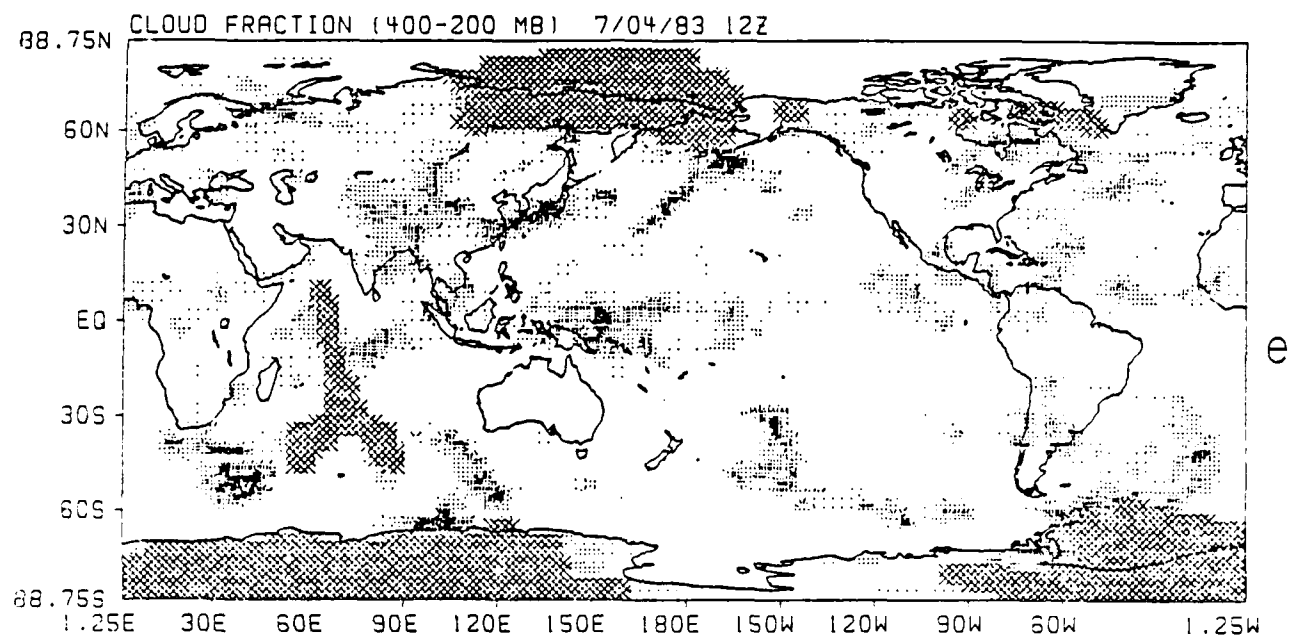 CLOUD FRACTION (400-200 MB) 7/04/83 12Z
88.75N
60N
30N
EQ
30S
60S
88.75S
1.25E 30E 60E 90E 120E 150E 180E 150W 120W 90W 60W 1.25W